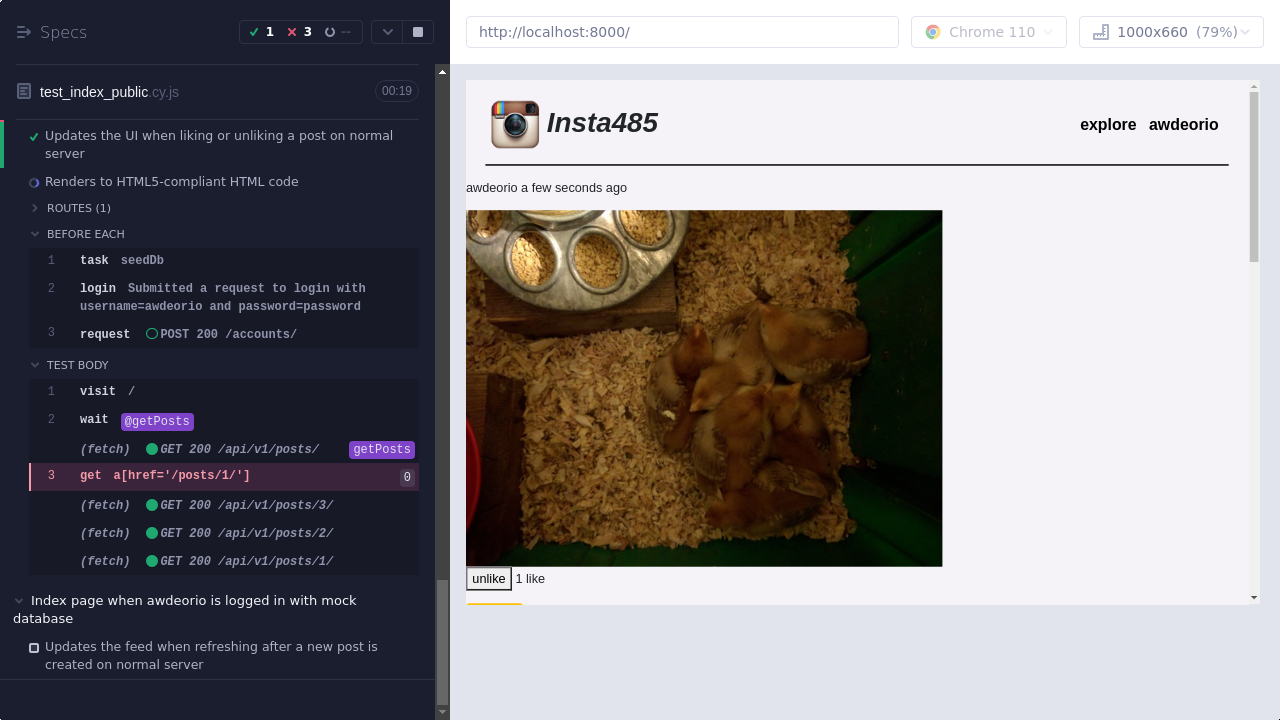 Specs
1
3
--
test_index_public.cy.js
00:19
Updates the UI when liking or unliking a post on normal
server
Renders to HTML5-compliant HTML code
ROUTES (1)
BEFORE EACH
1 task seedDb
2 login Submitted a request to login with
username=awdeorio and password=password
3 request POST 200 /accounts/
TEST BODY
1 visit /
2 wait @getPosts
(fetch) GET 200 /api/v1/posts/ getPosts
3 get a[href='/posts/1/'] 0
(fetch) GET 200 /api/v1/posts/3/
(fetch) GET 200 /api/v1/posts/2/
(fetch) GET 200 /api/v1/posts/1/
Index page when awdeorio is logged in with mock
database
Updates the feed when refreshing after a new post is
created on normal server
http://localhost:8000/
Chrome 110
1000x660 (79%)
Insta485
explore awdeorio
awdeorio a few seconds ago
unlike 1 like